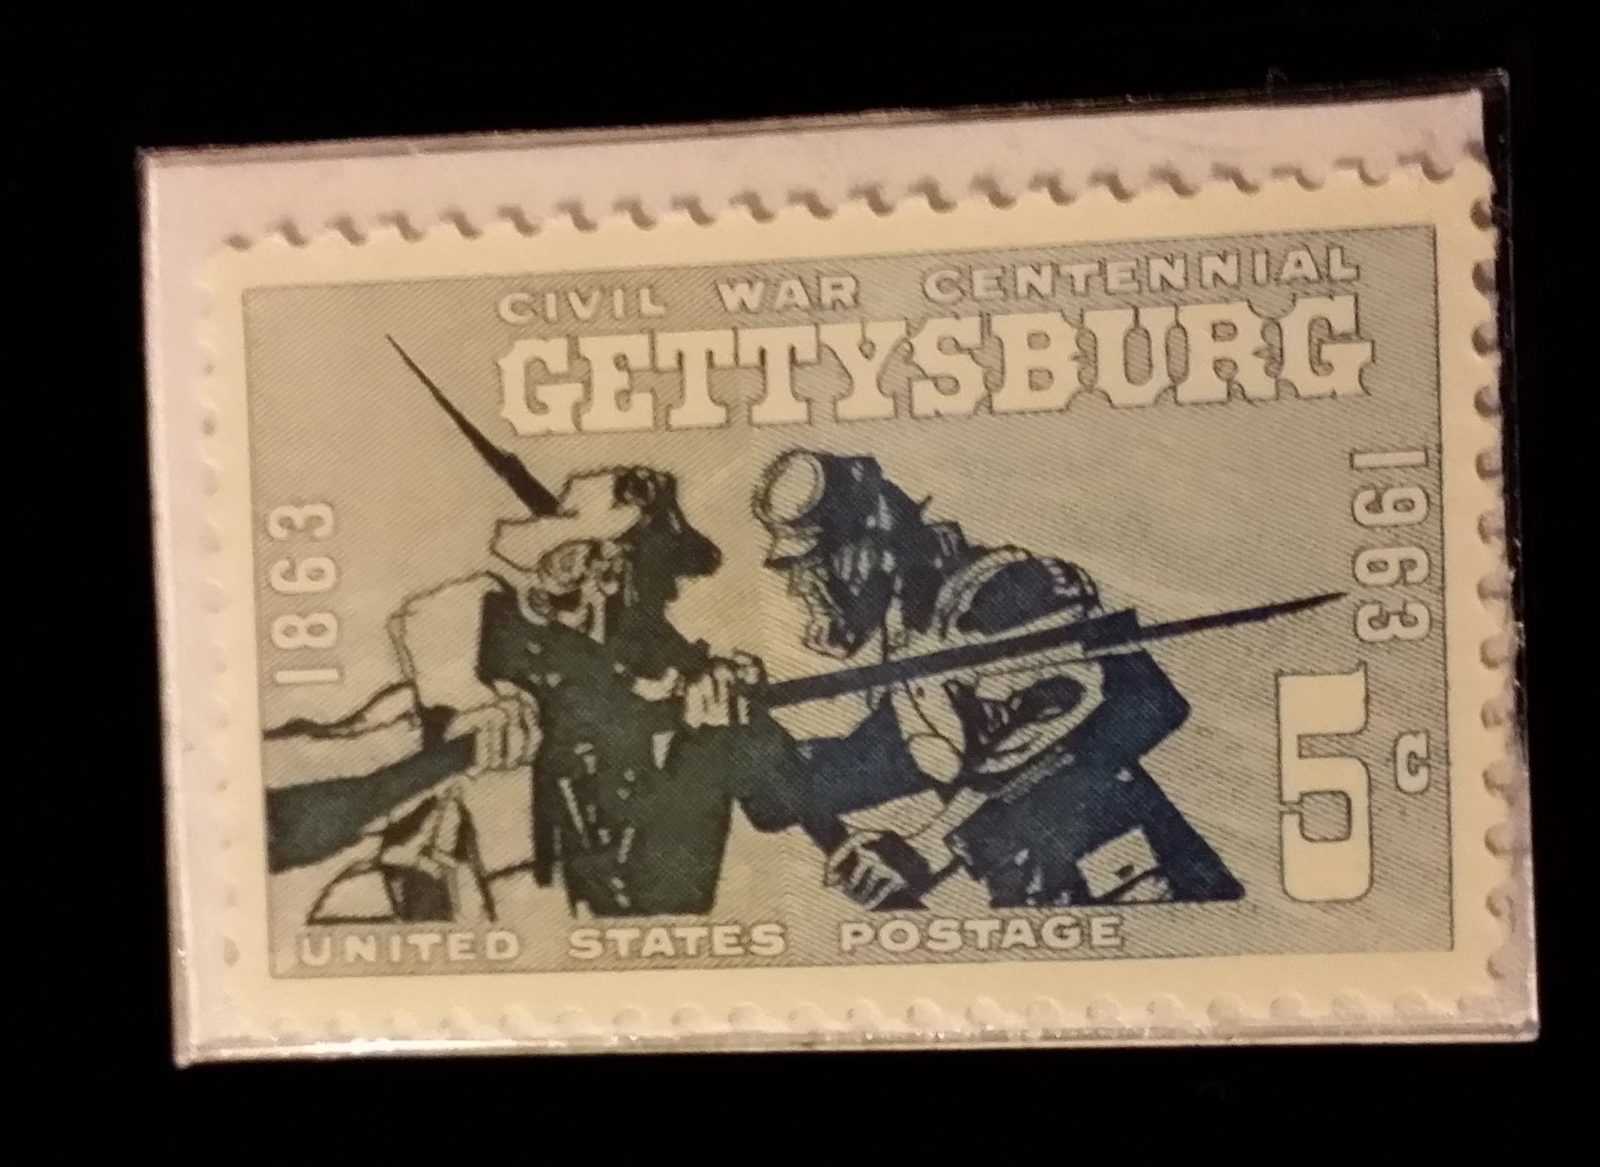 CIVIL WAR CENTENNIAL
GETTYSBURG
1863
1963
5c
UNITED STATES POSTAGE